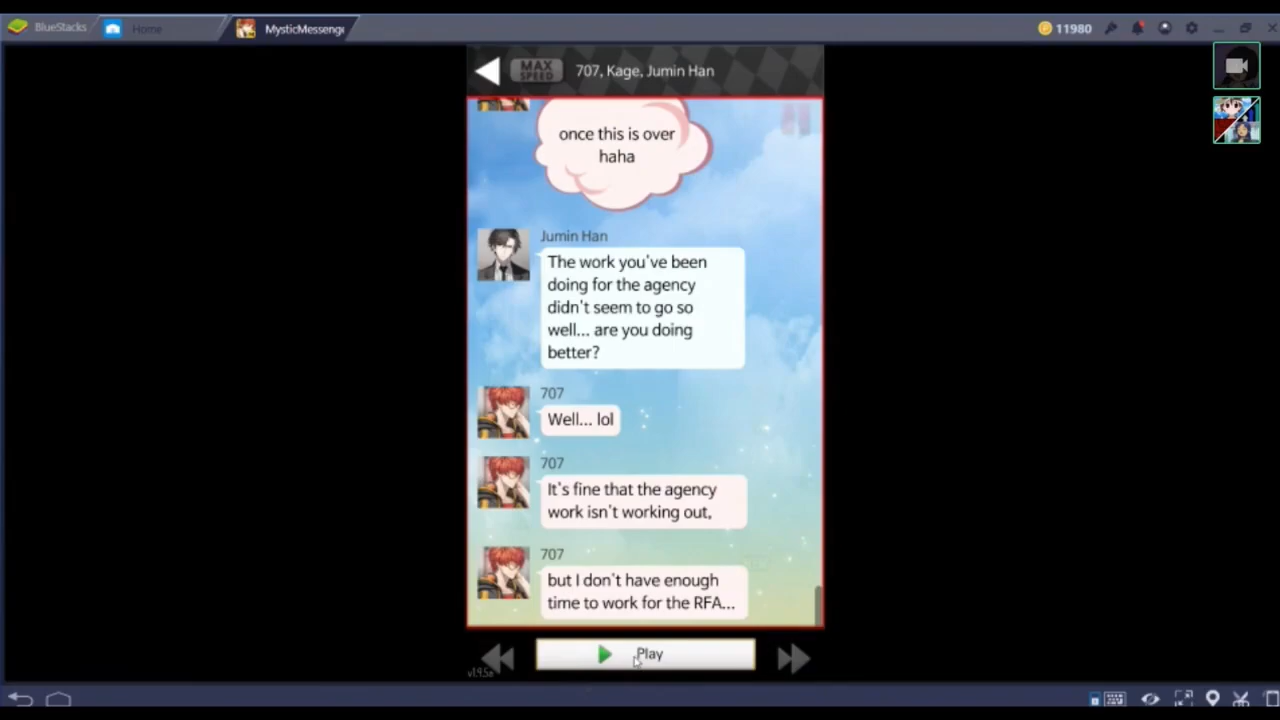 BlueStacks
Home
MysticMesseng
11980
MAX
SPEED
707, Kage, Jumin Han
once this is over
haha
Jumin Han
The work you've been
doing for the agency
didn't seem to go so
well... are you doing
better?
707
Well... lol
707
It's fine that the agency
work isn't working out,
707
but I don't have enough
time to work for the RFA...
Play